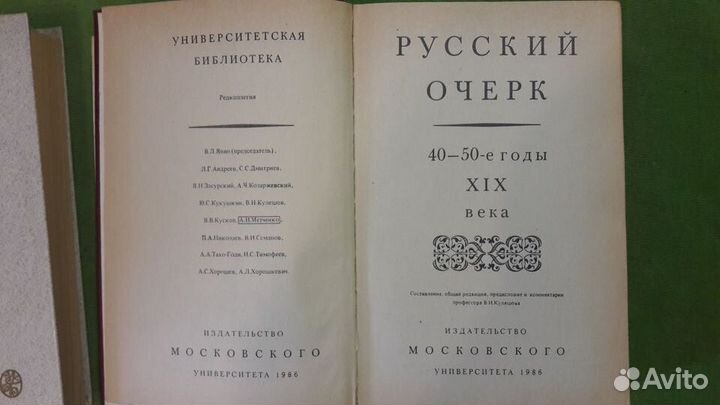 УНИВЕРСИТЕТСКАЯ
БИБЛИОТЕКА
Редколлегия
В.Л.Янин (председатель),
Л.Г.Андреев, С.С.Дмитриев,
Я.Н.Засурский, А.Ч.Козаржевский,
Ю.С.Кукушкин, В.И.Кулешов,
В.В.Кусков, А.И.Метченко,
П.А.Николаев, В.И.Семанов,
А.А.Тахо-Годи, Н.С.Тимофеев,
А.С.Хорошев, А.Л.Хорошкевич.
ИЗДАТЕЛЬСТВО
МОСКОВСКОГО
УНИВЕРСИТЕТА 1986
РУССКИЙ
ОЧЕРК
40—50-е годы
XIX
века
Составление, общая редакция, предисловие и комментарии
профессора В.И.Кулешова
ИЗДАТЕЛЬСТВО
МОСКОВСКОГО
УНИВЕРСИТЕТА 1986
Avito